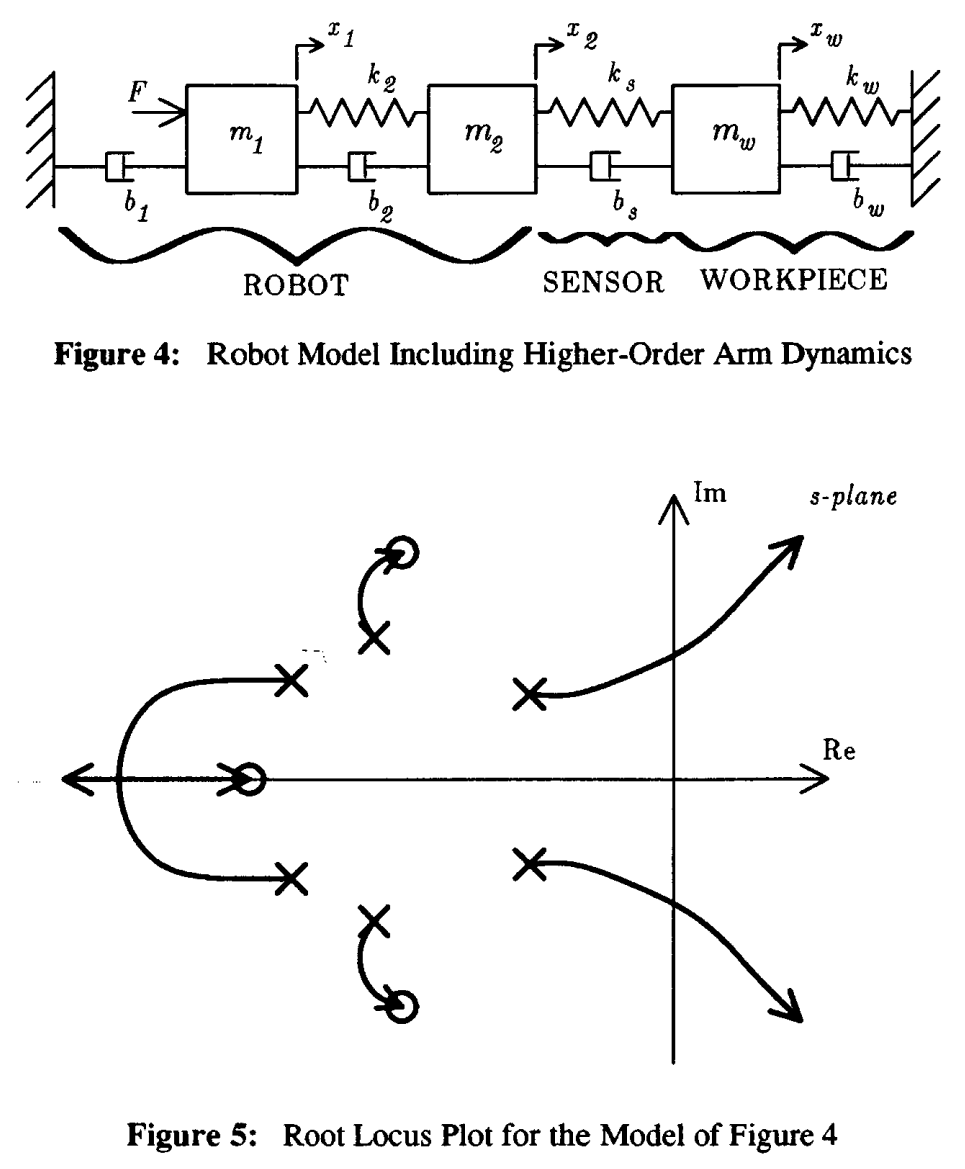 x1 x2 xw
F k2 ks kw
m1 m2 mw
b1 b2 bs bw
ROBOT SENSOR WORKPIECE
Figure 4: Robot Model Including Higher-Order Arm Dynamics
Im s-plane
Re
Figure 5: Root Locus Plot for the Model of Figure 4